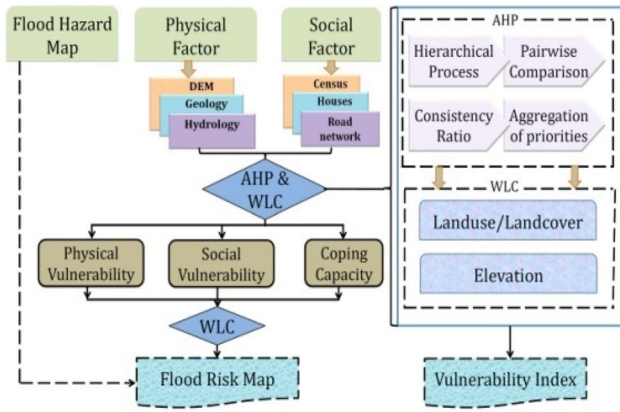 Flood Hazard
Map
Physical
Factor
Social
Factor
DEM
Geology
Hydrology
Census
Houses
Road
network
AHP &
WLC
Physical
Vulnerability
Social
Vulnerability
Coping
Capacity
WLC
Flood Risk Map
AHP
Hierarchical
Process
Pairwise
Comparison
Consistency
Ratio
Aggregation
of priorities
WLC
Landuse/Landcover
Elevation
Vulnerability Index